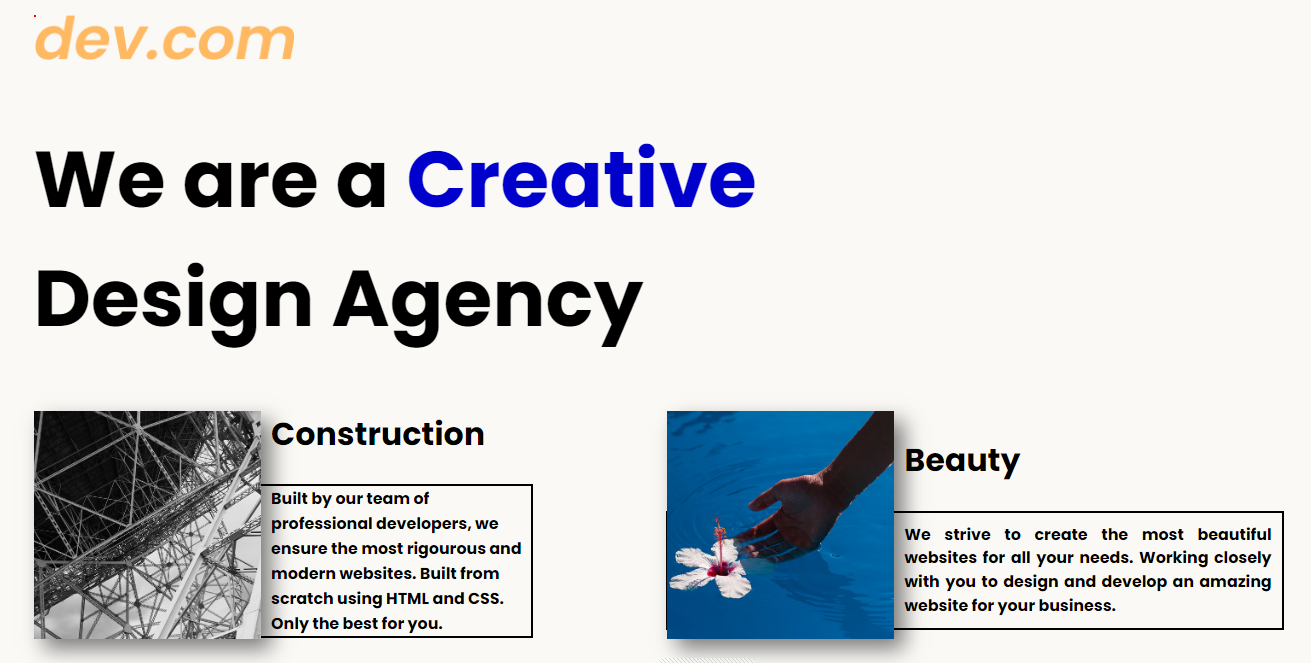 dev.com
We are a Creative
Design Agency
Construction
Built by our team of
professional developers, we
ensure the most rigourous and
modern websites. Built from
scratch using HTML and CSS.
Only the best for you.
Beauty
We strive to create the most beautiful
websites for all your needs. Working closely
with you to design and develop an amazing
website for your business.